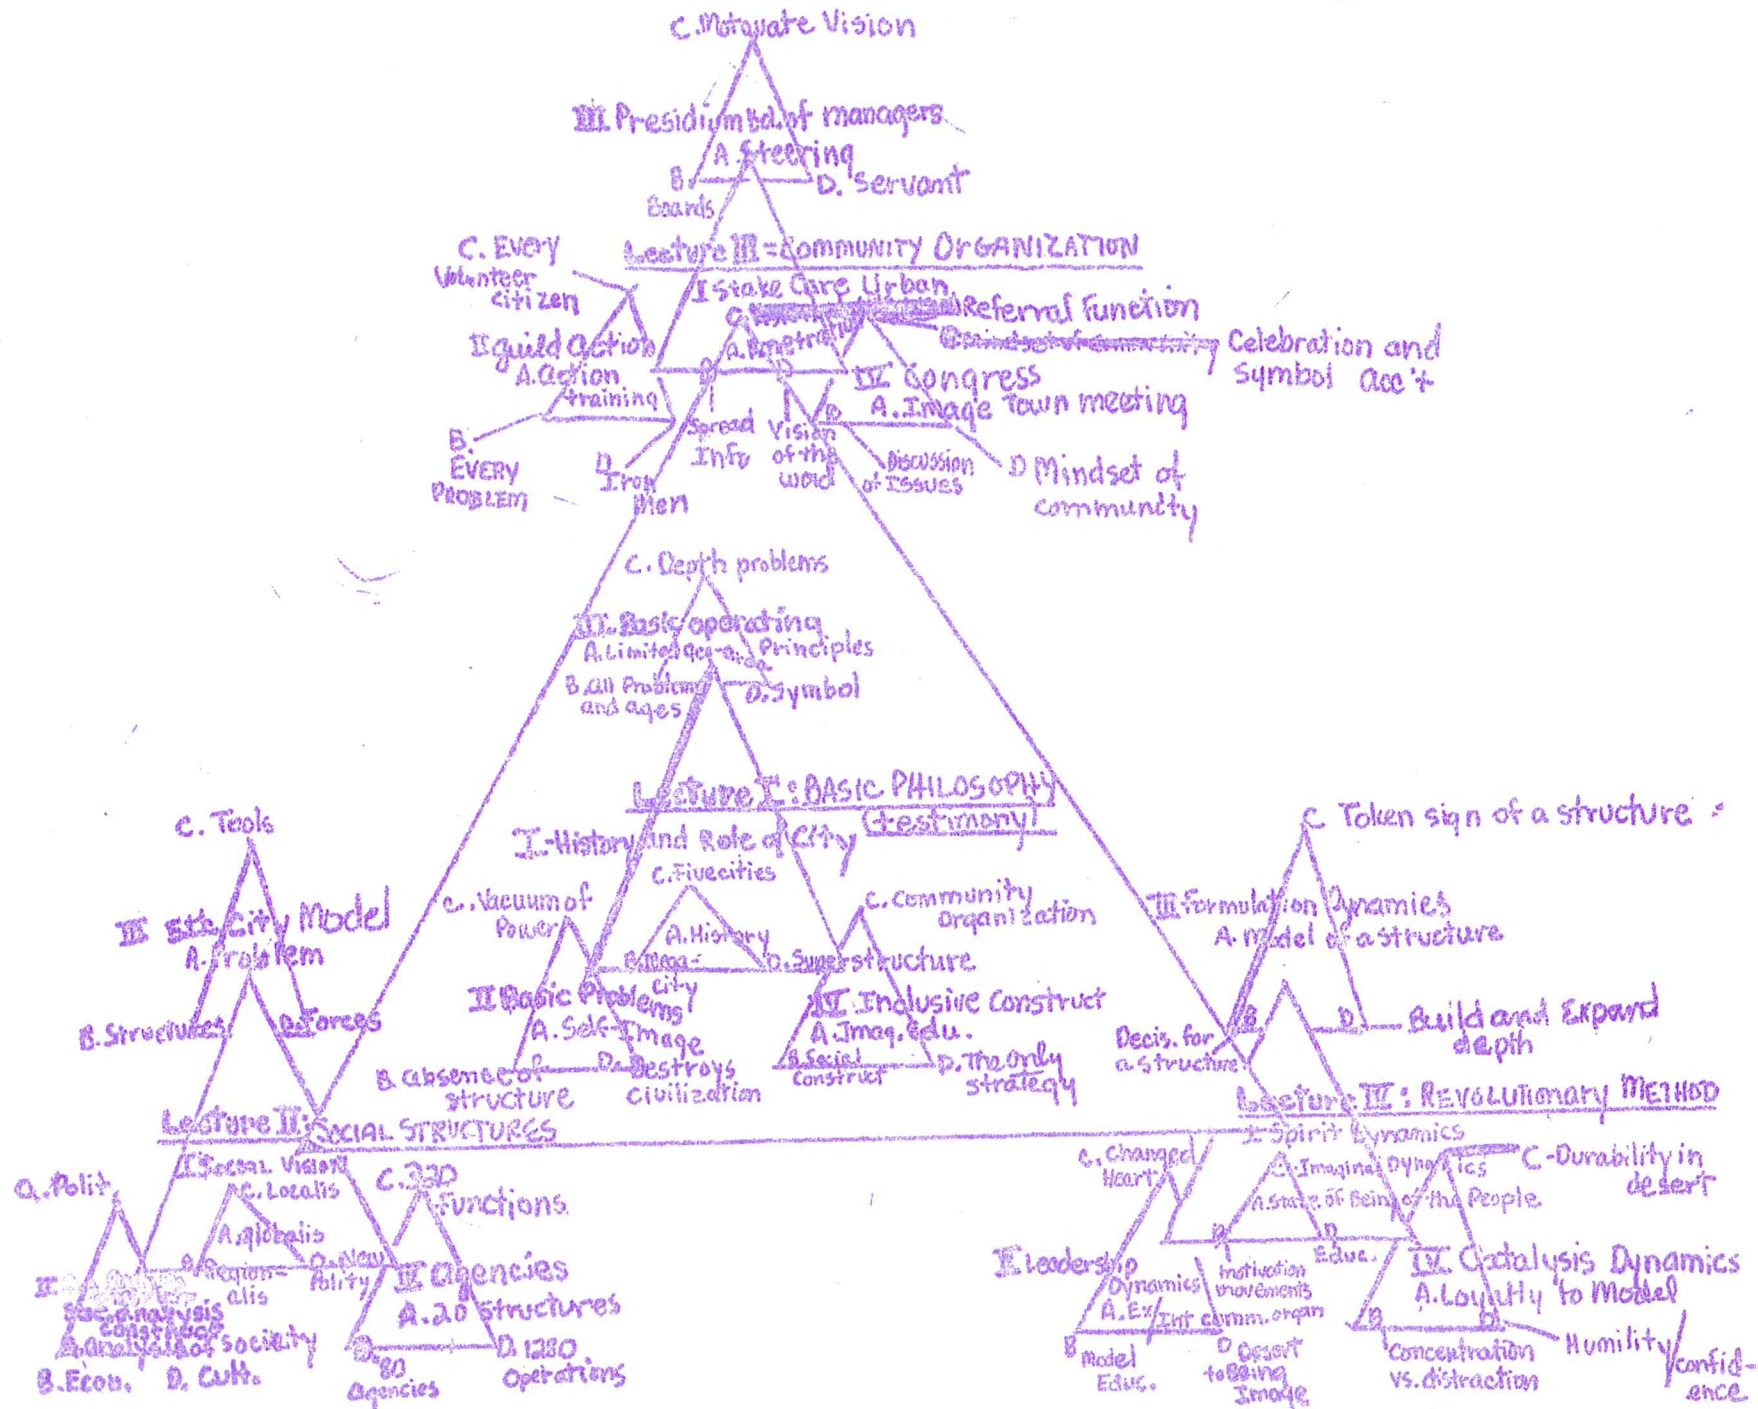 C. Motavate Vision
III. Presidium bd. of managers
A. Steering
B.
Boards
D. Servant
Lecture III = COMMUNITY ORGANIZATION
C. Every
Volunteer
citizen
II guild action
A. action
training
B.
EVERY
PROBLEM
D
Iron
Men
I Stake Care Urban
C.
B
Spread
Info
D
Vision
of the
Referral Function
Celebration and
Symbol acc't
IV Congress
A. Image Town meeting
B
Discussion
of Issues
D Mindset of
community
C. Depth problems
III. Basic operating
Principles
A. Limited geo-area
B. all Problems
and ages
D. Symbol
Lecture I: BASIC PHILOSOPHY
(testimony)
I. History and Role of City
C. Five cities
A. History
city
D. Superstructure
C. Vacuum of
Power
II Basic Problems
A. Self-Image
B. absence of
structure
D. Destroys
Civilization
C. Community
Organization
IV. Inclusive Construct
A. Imag. Edu.
B. Social
Construct
D. The only
strategy
C. Tools
III 5th City Model
A. Problem
B. Structures
D. Forces
Lecture II: SOCIAL STRUCTURES
I Social Vision
C. Localis
A. globalis
B Region-
alis
D. New
Polity
a. Polit.
II
Soc. analysis
construct
A. analysis of society
B. Econ. D. Cult.
C. 320
Functions
IV agencies
A. 20 Structures
B. 80
Agencies
D. 1280
Operations
C Token sign of a structure
III Formulation Dynamics
A. Model of a structure
B
Decis. for
a structure
D Build and Expand
depth
Lecture IV: REVOLUTIONARY METHOD
I. Spirit Dynamics
C. Imaginal Dynamics
A. State of Being of the People
B
motivation
movements
D
Educ.
C. Changed
Heart
II Leadership
Dynamics
A. Ex/Int comm. organ
B Model
Educ.
D Desert
to Being
Image
C-Durability in
desert
IV. Catalysis Dynamics
A. Loyalty to Model
B
Concentration
vs. distraction
D
Humility/
confid-
ence